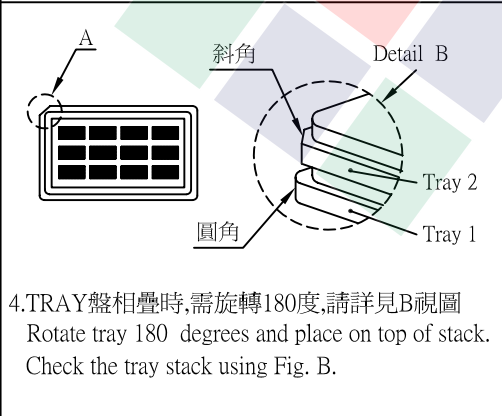 A
斜角
Detail B
Tray 2
Tray 1
圓角
4.TRAY盤相疊時,需旋轉180度,請詳見B視圖
Rotate tray 180 degrees and place on top of stack.
Check the tray stack using Fig. B.